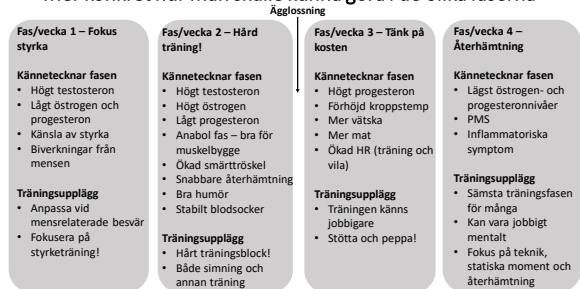 Ägglossning
Fas/vecka 1 – Fokus
styrka
Kännetecknar fasen
• Högt testosteron
• Lågt östrogen och
progesteron
• Känsla av styrka
• Biverkningar från
mensen
Träningsupplägg
• Anpassa vid
mensrelaterade besvär
• Fokusera på
styrketräning!
Fas/vecka 2 – Hård
träning!
Kännetecknar fasen
• Högt testosteron
• Högt östrogen
• Lågt progesteron
• Anabol fas – bra för
muskelbygge
• Ökad smärttröskel
• Snabbare återhämtning
• Bra humör
• Stabilt blodsocker
Träningsupplägg
• Hårt träningsblock!
• Både simning och
annan träning
Fas/vecka 3 – Tänk på
kosten
Kännetecknar fasen
• Högt progesteron
• Förhöjd kroppstemp
• Mer vätska
• Mer mat
• Ökad HR (träning och
vila)
Träningsupplägg
• Träningen känns
jobbigare
• Stötta och peppa!
Fas/vecka 4 –
Återhämtning
Kännetecknar fasen
• Lägst östrogen- och
progesteronnivåer
• PMS
• Inflammatoriska
symptom
Träningsupplägg
• Sämsta träningsfasen
för många
• Kan vara jobbigt
mentalt
• Fokus på teknik,
statiska moment och
återhämtning